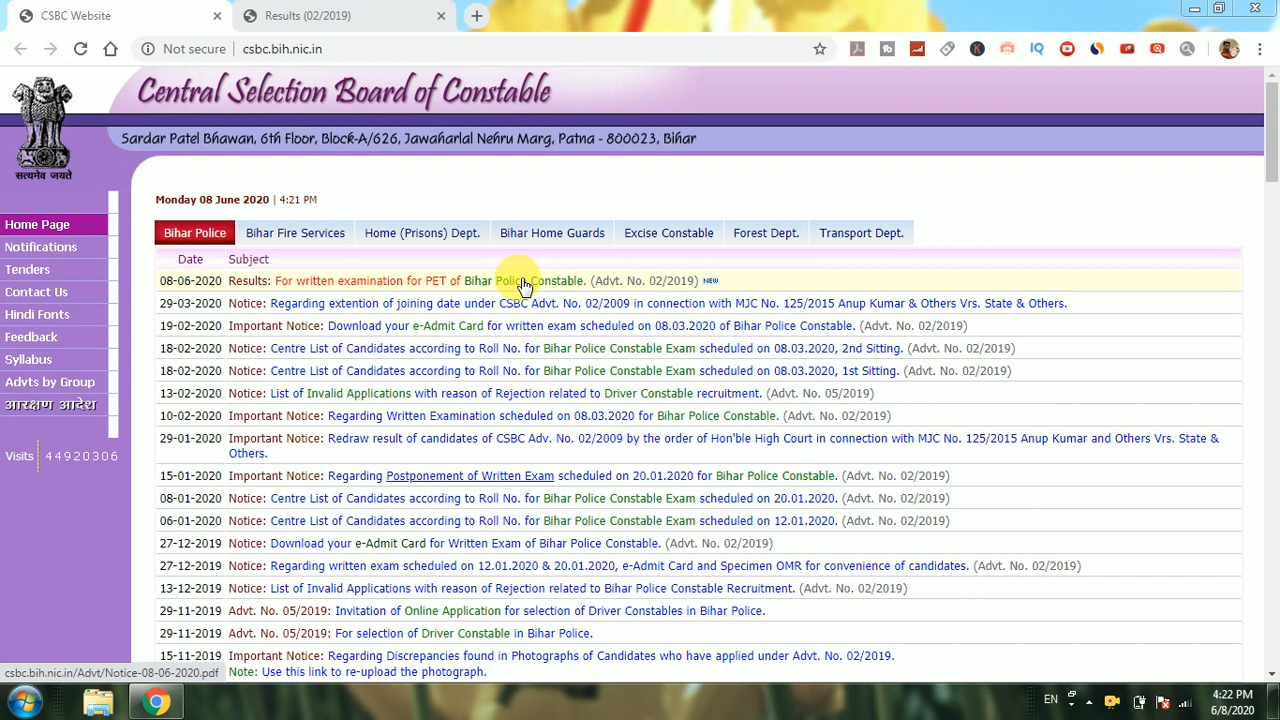 CSBC Website
Results (02/2019)
Not secure csbc.bih.nic.in
Central Selection Board of Constable
Sardar Patel Bhawan, 6th Floor, Block-A/626, Jawaharlal Nehru Marg, Patna - 800023, Bihar
सत्यमेव जयते
Monday 08 June 2020 | 4:21 PM
Home Page
Notifications
Tenders
Contact Us
Hindi Fonts
Feedback
Syllabus
Advts by Group
आरक्षण आदेश
Visits 44920306
Bihar Police Bihar Fire Services Home (Prisons) Dept. Bihar Home Guards Excise Constable Forest Dept. Transport Dept.
Date Subject
08-06-2020 Results: For written examination for PET of Bihar Police Constable. (Advt. No. 02/2019) NEW
29-03-2020 Notice: Regarding extention of joining date under CSBC Advt. No. 02/2009 in connection with MJC No. 125/2015 Anup Kumar & Others Vrs. State & Others.
19-02-2020 Important Notice: Download your e-Admit Card for written exam scheduled on 08.03.2020 of Bihar Police Constable. (Advt. No. 02/2019)
18-02-2020 Notice: Centre List of Candidates according to Roll No. for Bihar Police Constable Exam scheduled on 08.03.2020, 2nd Sitting. (Advt. No. 02/2019)
18-02-2020 Notice: Centre List of Candidates according to Roll No. for Bihar Police Constable Exam scheduled on 08.03.2020, 1st Sitting. (Advt. No. 02/2019)
13-02-2020 Notice: List of Invalid Applications with reason of Rejection related to Driver Constable recruitment. (Advt. No. 05/2019)
10-02-2020 Important Notice: Regarding Written Examination scheduled on 08.03.2020 for Bihar Police Constable. (Advt. No. 02/2019)
29-01-2020 Important Notice: Redraw result of candidates of CSBC Adv. No. 02/2009 by the order of Hon'ble High Court in connection with MJC No. 125/2015 Anup Kumar and Others Vrs. State &
Others.
15-01-2020 Important Notice: Regarding Postponement of Written Exam scheduled on 20.01.2020 for Bihar Police Constable. (Advt. No. 02/2019)
08-01-2020 Notice: Centre List of Candidates according to Roll No. for Bihar Police Constable Exam scheduled on 20.01.2020. (Advt. No. 02/2019)
06-01-2020 Notice: Centre List of Candidates according to Roll No. for Bihar Police Constable Exam scheduled on 12.01.2020. (Advt. No. 02/2019)
27-12-2019 Notice: Download your e-Admit Card for Written Exam of Bihar Police Constable. (Advt. No. 02/2019)
27-12-2019 Notice: Regarding written exam scheduled on 12.01.2020 & 20.01.2020, e-Admit Card and Specimen OMR for convenience of candidates. (Advt. No. 02/2019)
13-12-2019 Notice: List of Invalid Applications with reason of Rejection related to Bihar Police Constable Recruitment. (Advt. No. 02/2019)
29-11-2019 Advt. No. 05/2019: Invitation of Online Application for selection of Driver Constables in Bihar Police.
29-11-2019 Advt. No. 05/2019: For selection of Driver Constable in Bihar Police.
15-11-2019 Important Notice: Regarding Discrepancies found in Photographs of Candidates who have applied under Advt. No. 02/2019.
Note: Use this link to re-upload the photograph.
csbc.bih.nic.in/Advt/Notice-08-06-2020.pdf
EN
4:22 PM
6/8/2020